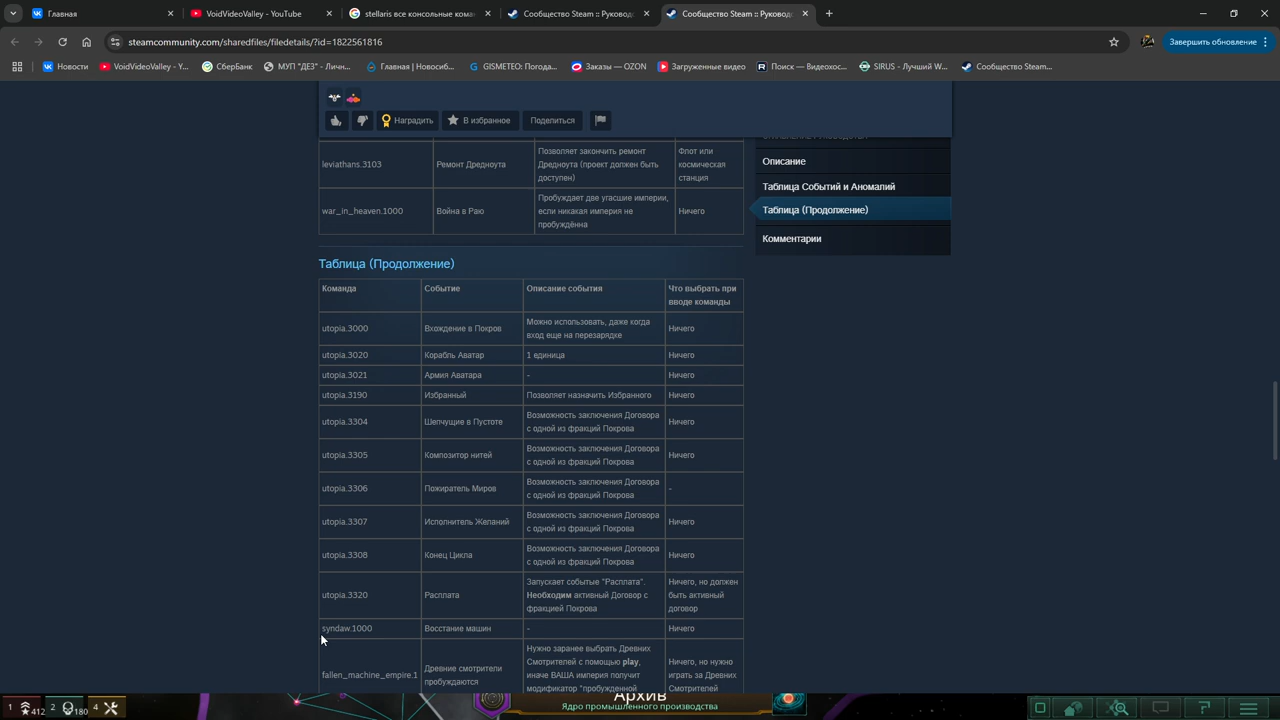 Главная
VoidVideoValley - YouTube
stellaris все консольные кома
Сообщество Steam :: Руковод
Сообщество Steam :: Руковод
steamcommunity.com/sharedfiles/filedetails/?id=1822561816
Завершить обновление
Новости
VoidVideoValley - Y...
СберБанк
МУП "ДЕЗ" - Личн...
Главная | Новосиб...
GISMETEO: Погода...
Заказы — OZON
Загруженные видео
Поиск — Видеохос...
SIRUS - Лучший W...
Сообщество Steam...
Наградить
В избранное
Поделиться
leviathans.3103
Ремонт Дредноута
Позволяет закончить ремонт
Дредноута (проект должен быть
доступен)
Флот или
космическая
станция
war_in_heaven.1000
Война в Раю
Пробуждает две угасшие империи,
если никакая империя не
пробуждённа
Ничего
Описание
Таблица Событий и Аномалий
Таблица (Продолжение)
Комментарии
Таблица (Продолжение)
Команда
Событие
Описание события
Что выбрать при
вводе команды
utopia.3000
Вхождение в Покров
Можно использовать, даже когда
вход еще на перезарядке
Ничего
utopia.3020
Корабль Аватар
1 единица
Ничего
utopia.3021
Армия Аватара
-
Ничего
utopia.3190
Избранный
Позволяет назначить Избранного
Ничего
utopia.3304
Шепчущие в Пустоте
Возможность заключения Договора
с одной из фракций Покрова
Ничего
utopia.3305
Композитор нитей
Возможность заключения Договора
с одной из фракций Покрова
Ничего
utopia.3306
Пожиратель Миров
Возможность заключения Договора
с одной из фракций Покрова
-
utopia.3307
Исполнитель Желаний
Возможность заключения Договора
с одной из фракций Покрова
Ничего
utopia.3308
Конец Цикла
Возможность заключения Договора
с одной из фракций Покрова
Ничего
utopia.3320
Расплата
Запускает событые "Расплата".
Необходим активный Договор с
фракцией Покрова
Ничего, но должен
быть активный
договор
syndaw.1000
Восстание машин
-
Ничего
fallen_machine_empire.1
Древние смотрители
пробуждаются
Нужно заранее выбрать Древних
Смотрителей с помощью play,
иначе ВАША империя получит
модификатор "пробужденной
Ничего, но нужно
играть за Древних
Смотрителей
1
412
2
180
4
Архив
Ядро промышленного производства